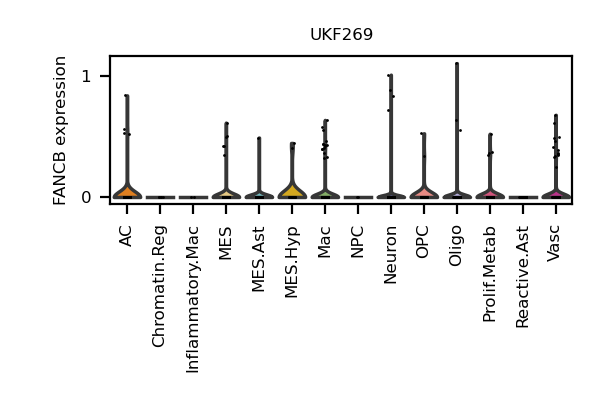 UKF269
FANCB expression
1
0
AC
Chromatin.Reg
Inflammatory.Mac
MES
MES.Ast
MES.Hyp
Mac
NPC
Neuron
OPC
Oligo
Prolif.Metab
Reactive.Ast
Vasc